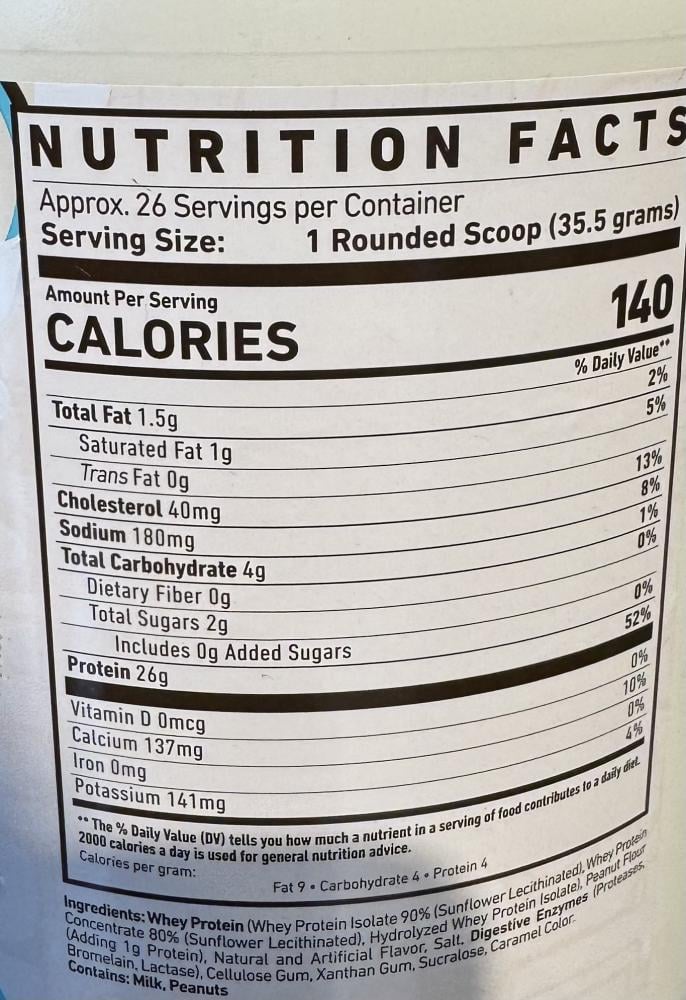 NUTRITION FACTS
Approx. 26 Servings per Container
Serving Size: 1 Rounded Scoop (35.5 grams)
Amount Per Serving
CALORIES 140
% Daily Value**
Total Fat 1.5g 2%
Saturated Fat 1g 5%
Trans Fat 0g
Cholesterol 40mg 13%
Sodium 180mg 8%
Total Carbohydrate 4g 1%
Dietary Fiber 0g 0%
Total Sugars 2g
Includes 0g Added Sugars 0%
Protein 26g 52%
Vitamin D 0mcg 0%
Calcium 137mg 10%
Iron 0mg 0%
Potassium 141mg 4%
** The % Daily Value (DV) tells you how much a nutrient in a serving of food contributes to a daily diet.
2000 calories a day is used for general nutrition advice.
Calories per gram:
Fat 9 • Carbohydrate 4 • Protein 4
Ingredients: Whey Protein (Whey Protein Isolate 90% (Sunflower Lecithinated), Whey Protein
Concentrate 80% (Sunflower Lecithinated), Hydrolyzed Whey Protein Isolate), Peanut Flour
(Adding 1g Protein), Natural and Artificial Flavor, Salt. Digestive Enzymes (Proteases,
Bromelain, Lactase), Cellulose Gum, Xanthan Gum, Sucralose, Caramel Color.
Contains: Milk, Peanuts